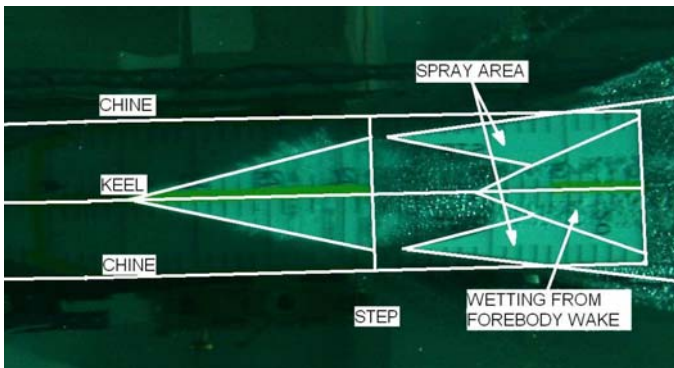 SPRAY AREA
CHINE
KEEL
CHINE
STEP
WETTING FROM
FOREBODY WAKE